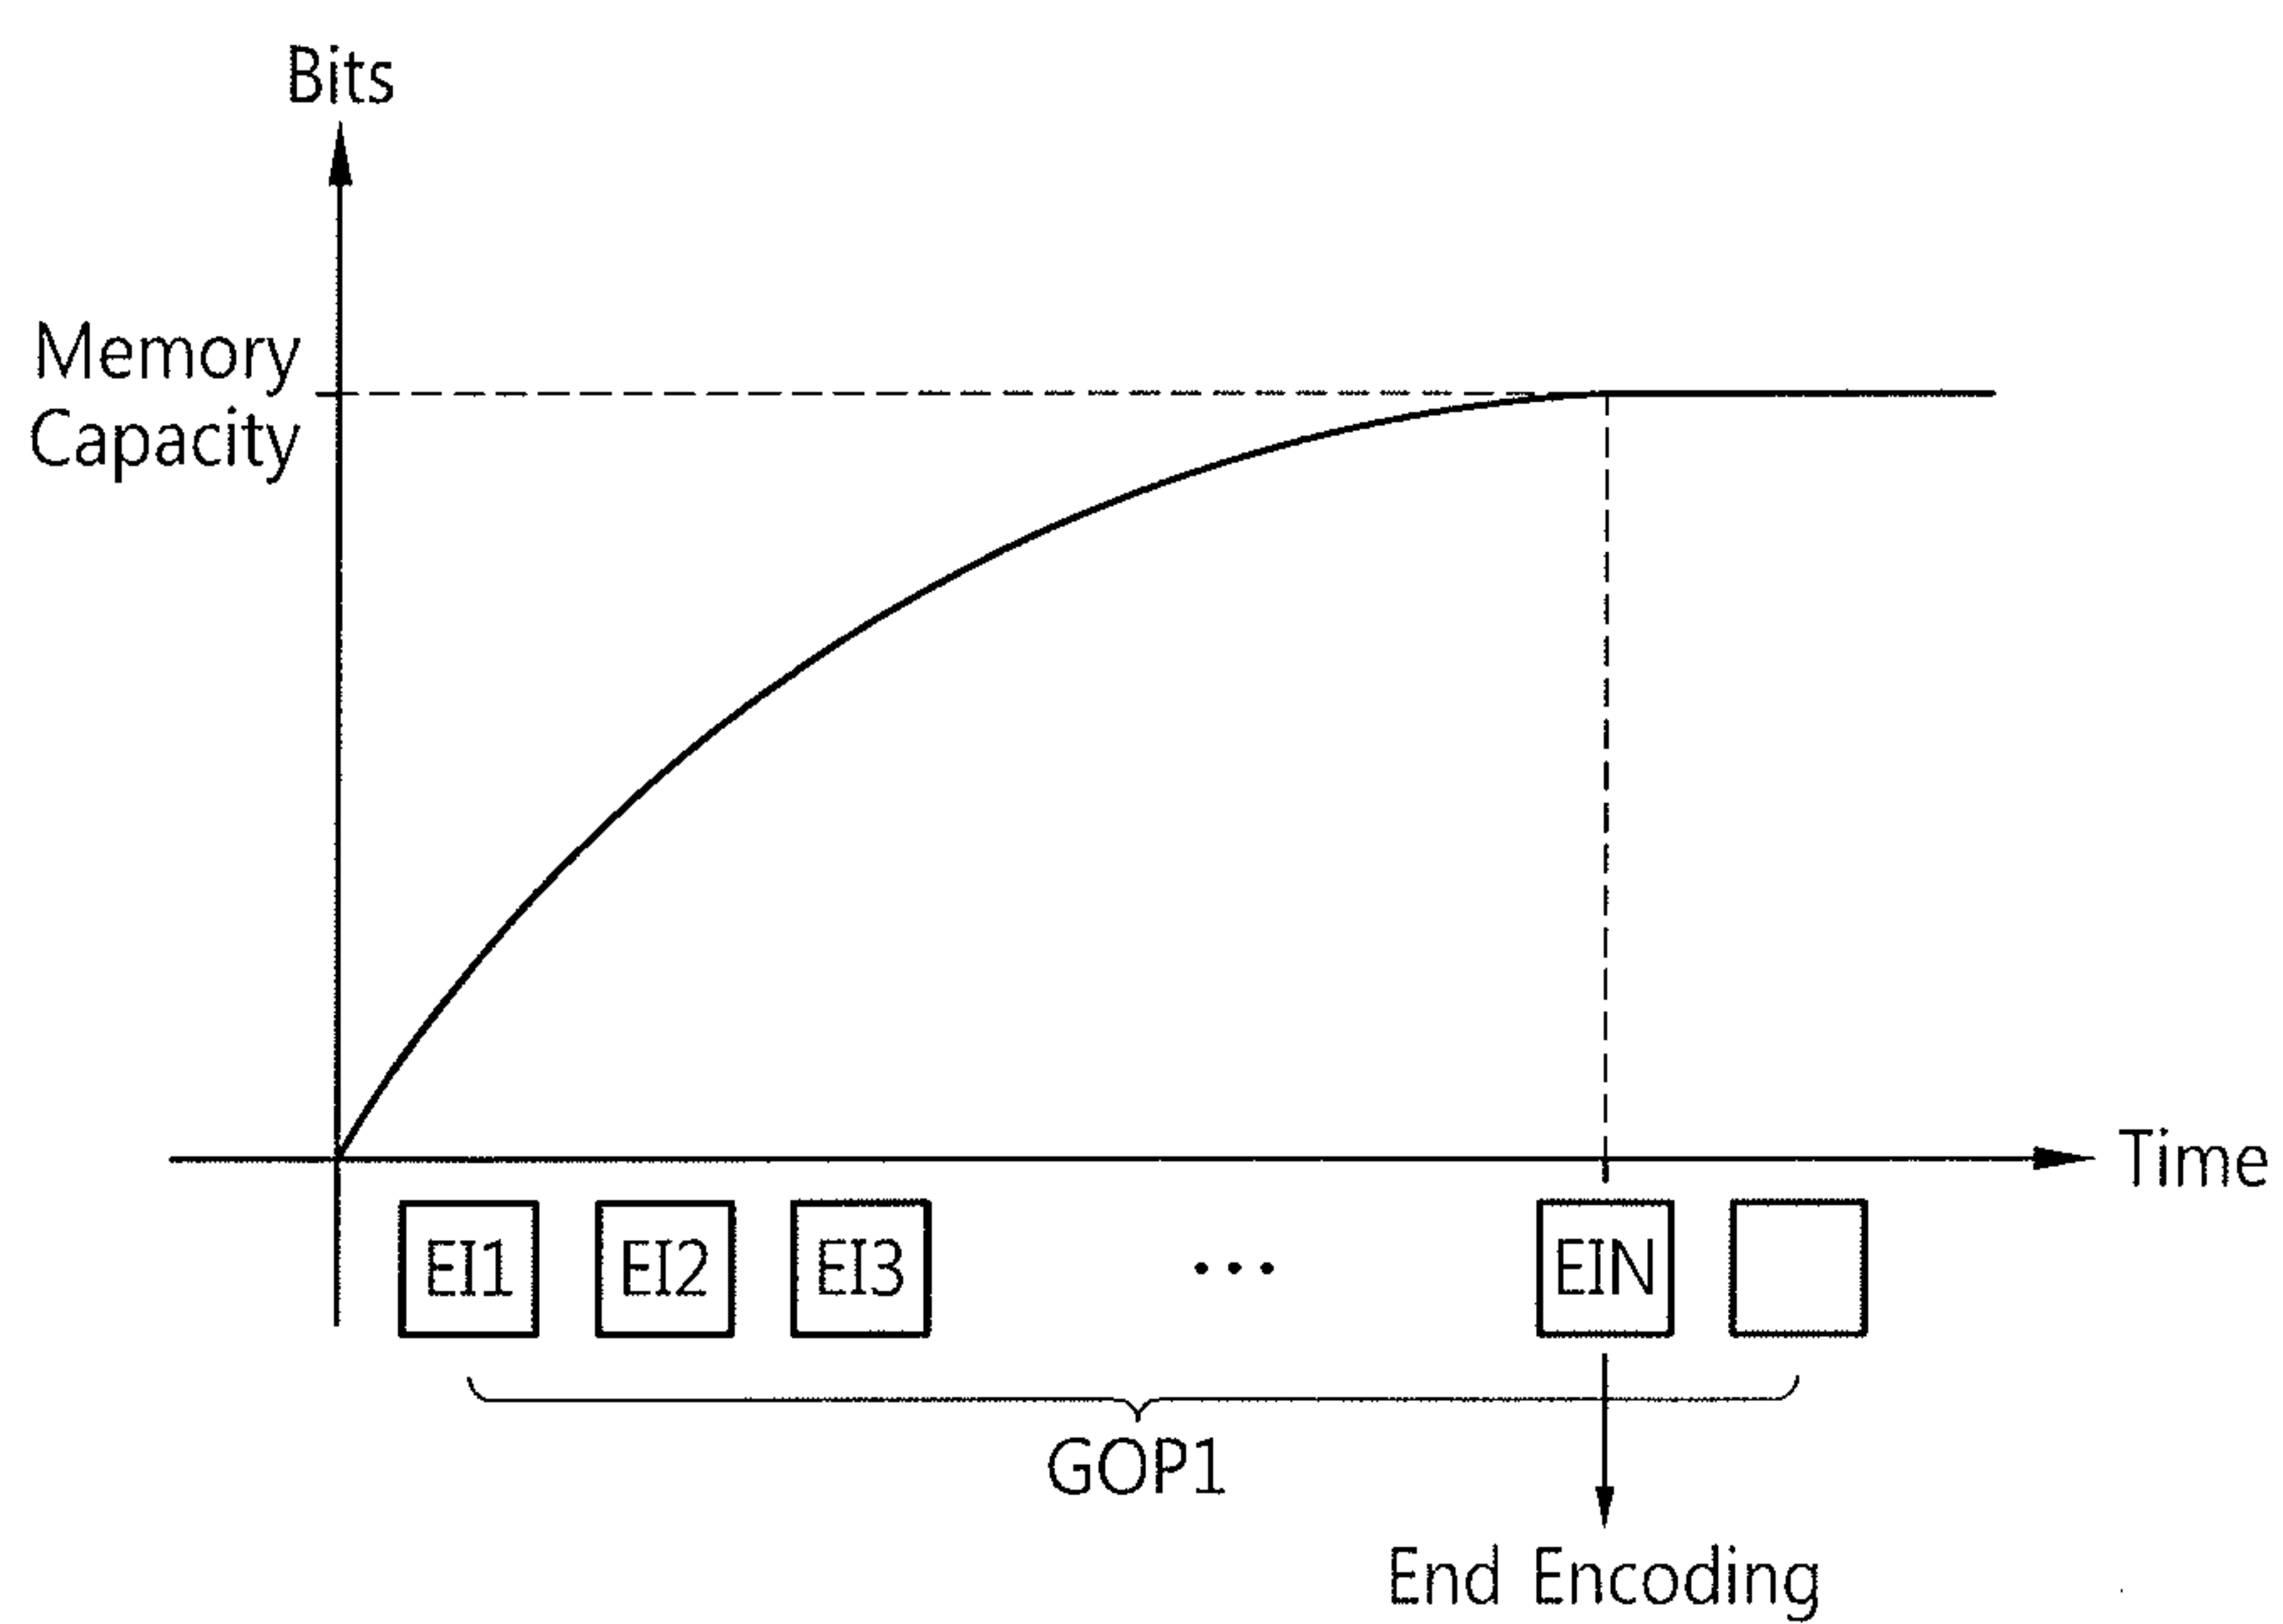 Bits
Memory
Capacity
Time
EI1 EI2 EI3 ... EIN
GOP1
End Encoding